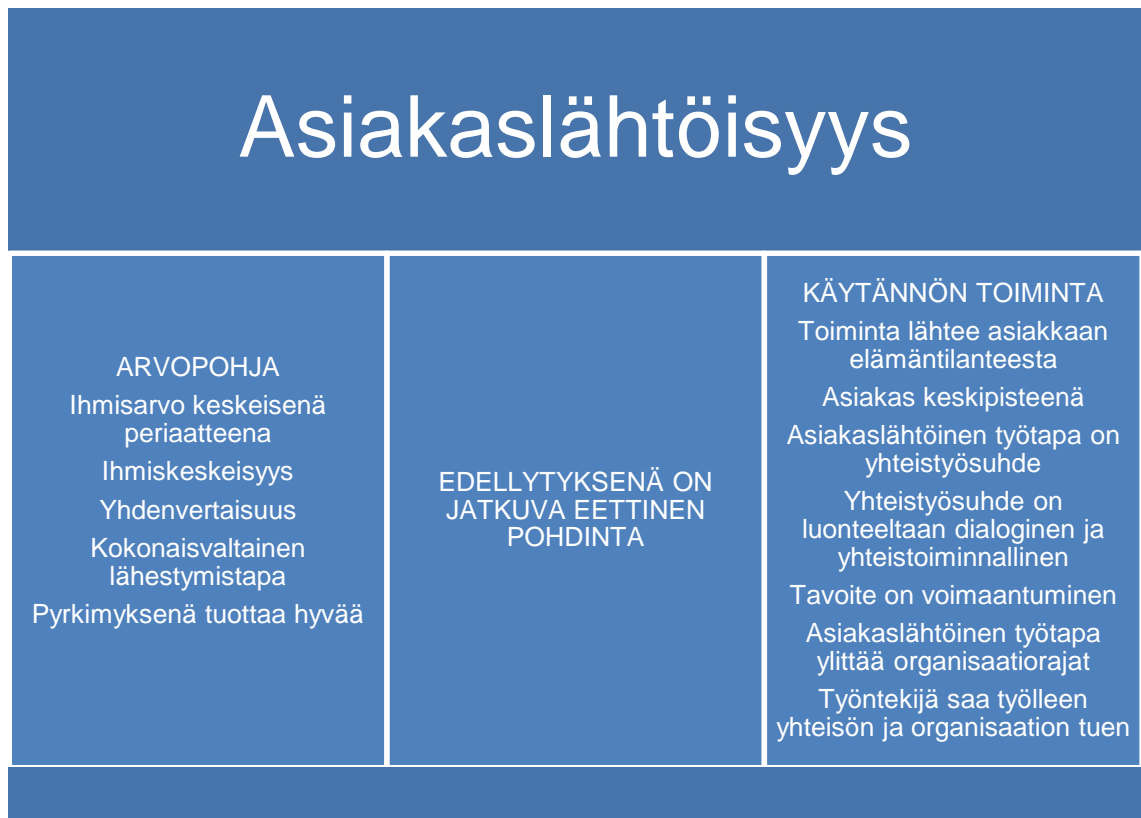 Asiakaslähtöisyys
ARVOPOHJA
Ihmisarvo keskeisenä
periaatteena
Ihmiskeskeisyys
Yhdenvertaisuus
Kokonaisvaltainen
lähestymistapa
Pyrkimyksenä tuottaa hyvää
EDELLYTYKSENÄ ON
JATKUVA EETTINEN
POHDINTA
KÄYTÄNNÖN TOIMINTA
Toiminta lähtee asiakkaan
elämäntilanteesta
Asiakas keskipisteenä
Asiakaslähtöinen työtapa on
yhteistyösuhde
Yhteistyösuhde on
luonteeltaan dialoginen ja
yhteistoiminnallinen
Tavoite on voimaantuminen
Asiakaslähtöinen työtapa
ylittää organisaatiorajat
Työntekijä saa työlleen
yhteisön ja organisaation tuen